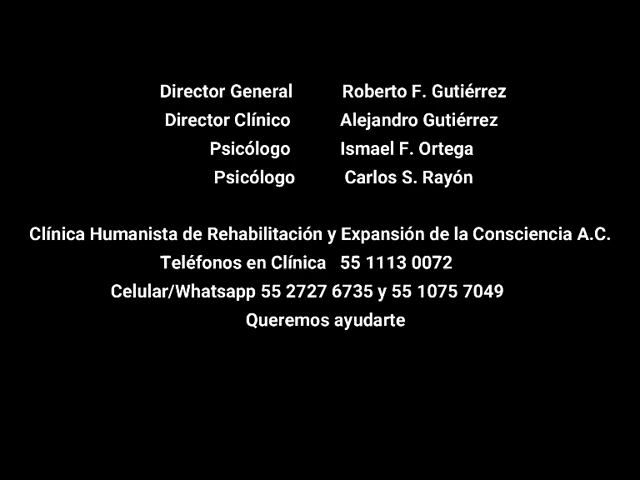 Director General Roberto F. Gutiérrez
Director Clínico Alejandro Gutiérrez
Psicólogo Ismael F. Ortega
Psicólogo Carlos S. Rayón
Clínica Humanista de Rehabilitación y Expansión de la Consciencia A.C.
Teléfonos en Clínica 55 1113 0072
Celular/Whatsapp 55 2727 6735 y 55 1075 7049
Queremos ayudarte